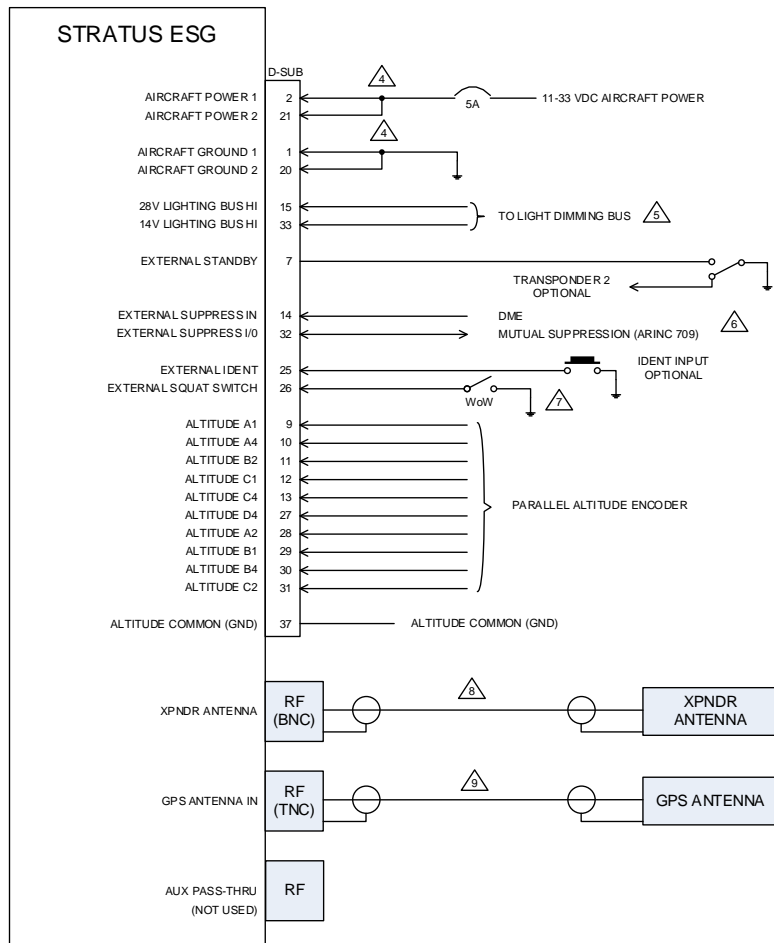 STRATUS ESG
D-SUB
4
AIRCRAFT POWER 1 2 5A 11-33 VDC AIRCRAFT POWER
AIRCRAFT POWER 2 21
4
AIRCRAFT GROUND 1 1
AIRCRAFT GROUND 2 20
28V LIGHTING BUS HI 15
TO LIGHT DIMMING BUS 5
14V LIGHTING BUS HI 33
EXTERNAL STANDBY 7
TRANSPONDER 2
OPTIONAL
EXTERNAL SUPPRESS IN 14 DME
EXTERNAL SUPPRESS I/0 32 MUTUAL SUPPRESSION (ARINC 709) 6
EXTERNAL IDENT 25 IDENT INPUT
OPTIONAL
EXTERNAL SQUAT SWITCH 26 WoW 7
ALTITUDE A1 9
ALTITUDE A4 10
ALTITUDE B2 11
ALTITUDE C1 12
ALTITUDE C4 13
PARALLEL ALTITUDE ENCODER
ALTITUDE D4 27
ALTITUDE A2 28
ALTITUDE B1 29
ALTITUDE B4 30
ALTITUDE C2 31
ALTITUDE COMMON (GND) 37 ALTITUDE COMMON (GND)
XPNDR ANTENNA
RF
(BNC)
8
XPNDR
ANTENNA
GPS ANTENNA IN
RF
(TNC)
9
GPS ANTENNA
AUX PASS-THRU
(NOT USED)
RF